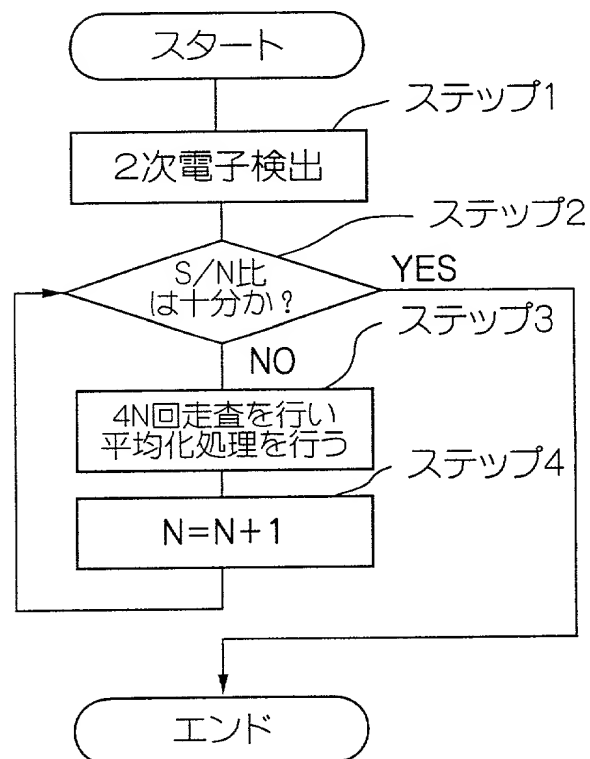 スタート
ステップ1
2次電子検出
ステップ2
S/N比
は十分か?
YES
ステップ3
NO
4N回走査を行い
平均化処理を行う
ステップ4
N=N+1
エンド